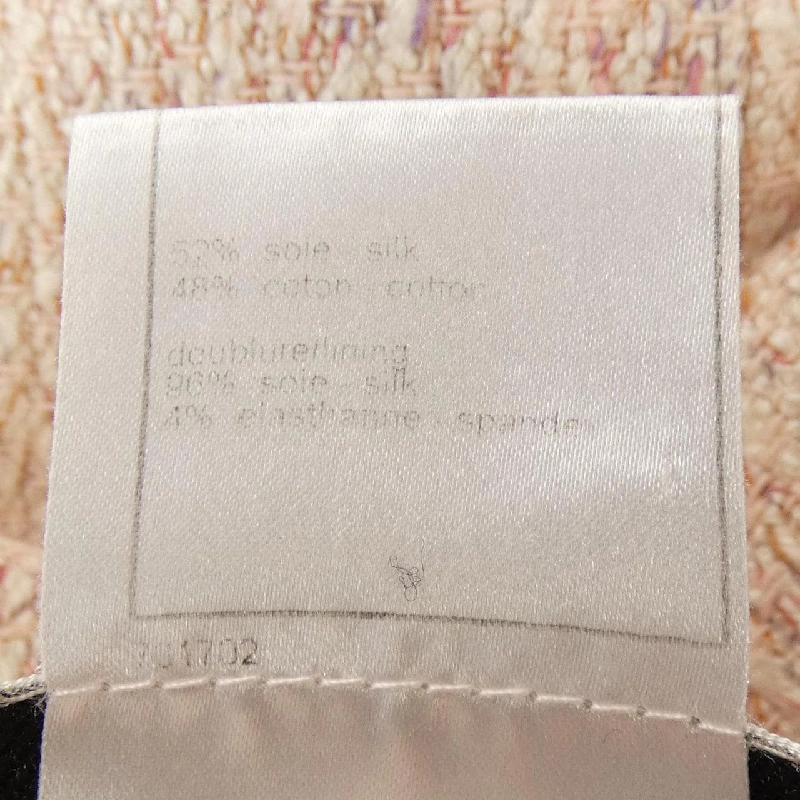 52% soie - silk
48% coton - cotton
doublure/lining
96% soie - silk
4% elasthanne - spandex